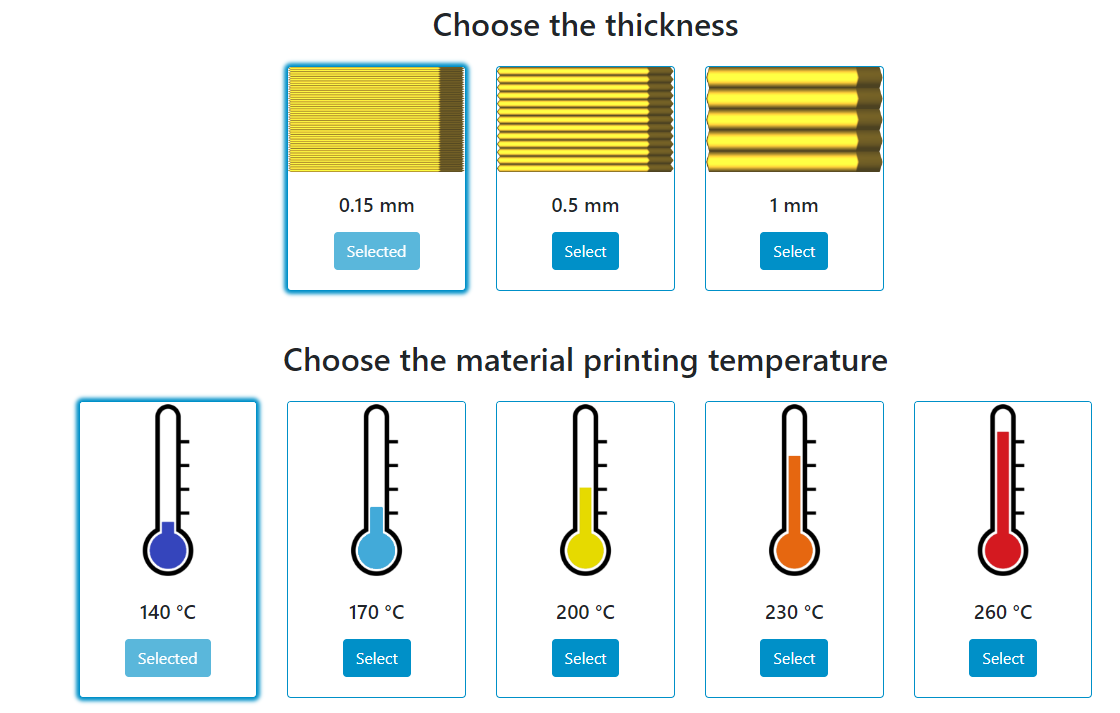 Choose the thickness
0.15 mm 0.5 mm 1 mm
Selected Select Select
Choose the material printing temperature
140 °C 170 °C 200 °C 230 °C 260 °C
Selected Select Select Select Select